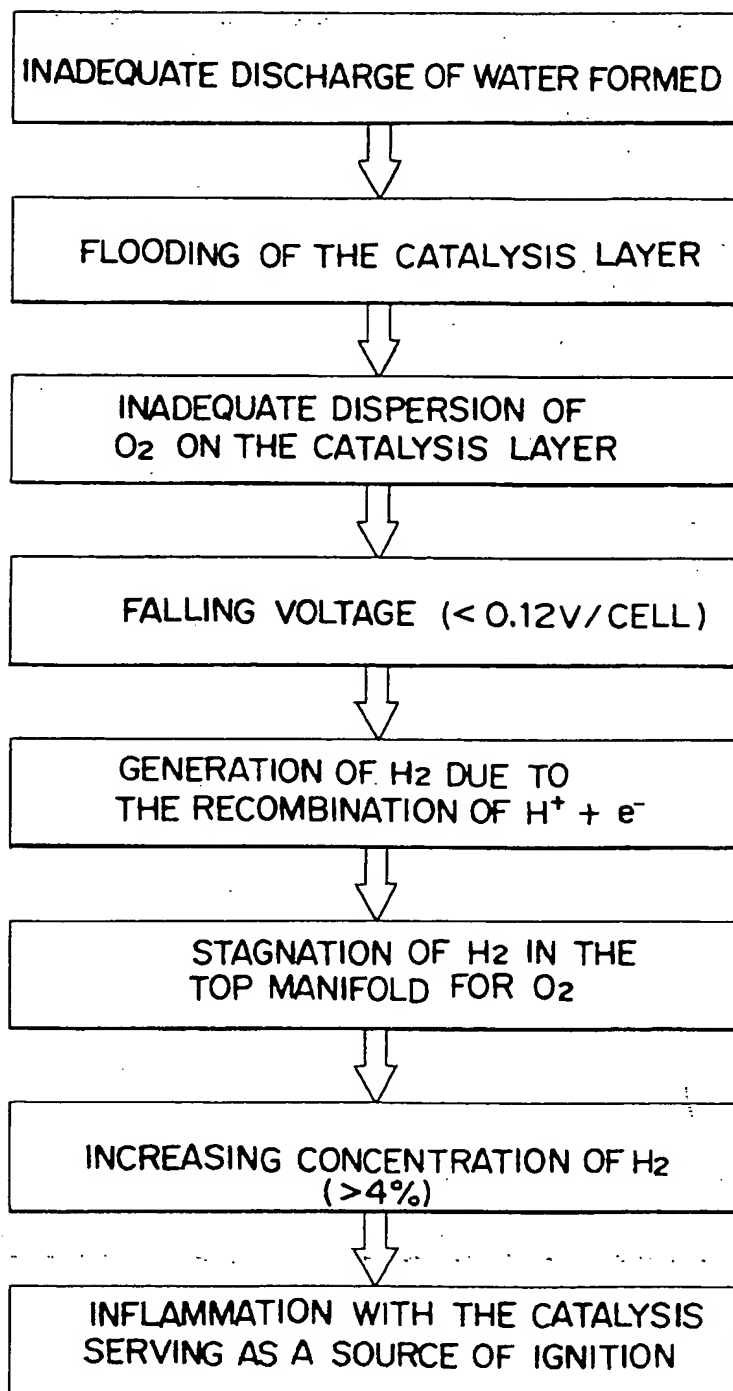 INADEQUATE DISCHARGE OF WATER FORMED
FLOODING OF THE CATALYSIS LAYER
INADEQUATE DISPERSION OF
O2 ON THE CATALYSIS LAYER
FALLING VOLTAGE (< 0.12V/CELL)
GENERATION OF H2 DUE TO
THE RECOMBINATION OF H+ + e-
STAGNATION OF H2 IN THE
TOP MANIFOLD FOR O2
INCREASING CONCENTRATION OF H2
(>4%)
INFLAMMATION WITH THE CATALYSIS
SERVING AS A SOURCE OF IGNITION